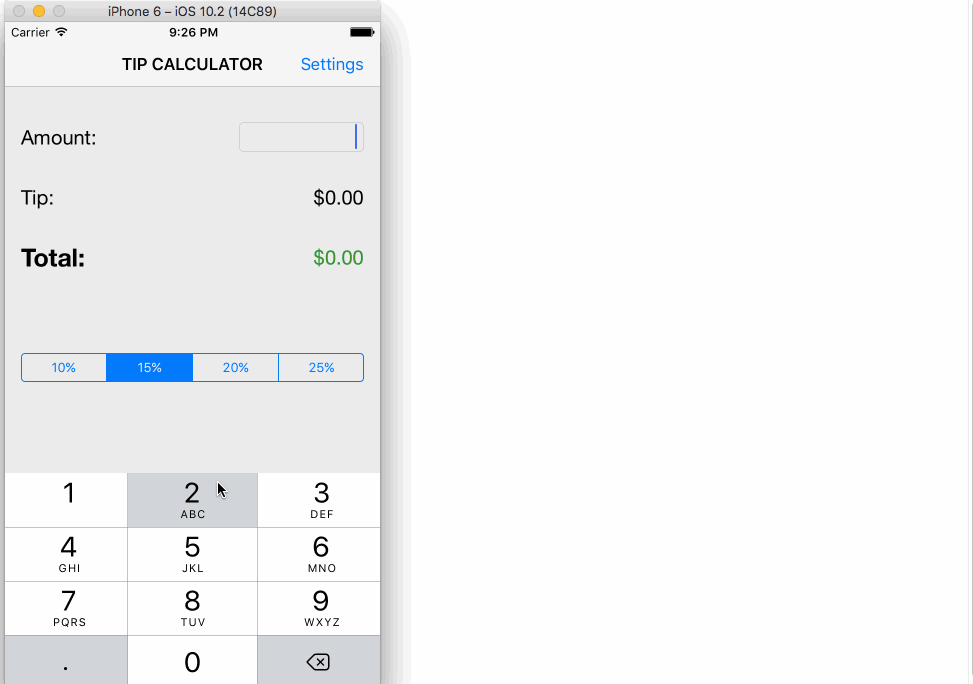 iPhone 6 – iOS 10.2 (14C89)
Carrier 9:26 PM
TIP CALCULATOR Settings
Amount:
Tip: $0.00
Total: $0.00
10% 15% 20% 25%
1 2 3
ABC DEF
4 5 6
GHI JKL MNO
7 8 9
PQRS TUV WXYZ
. 0